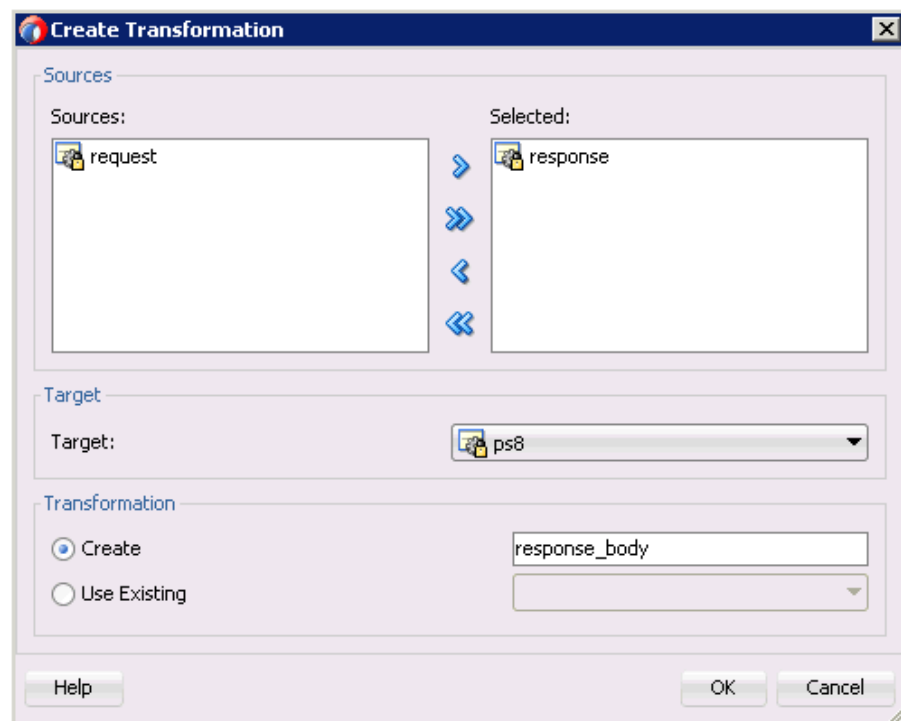 Create Transformation
Sources
Sources:
Selected:
request
response
Target
Target:
ps8
Transformation
Create
response_body
Use Existing
Help
OK
Cancel